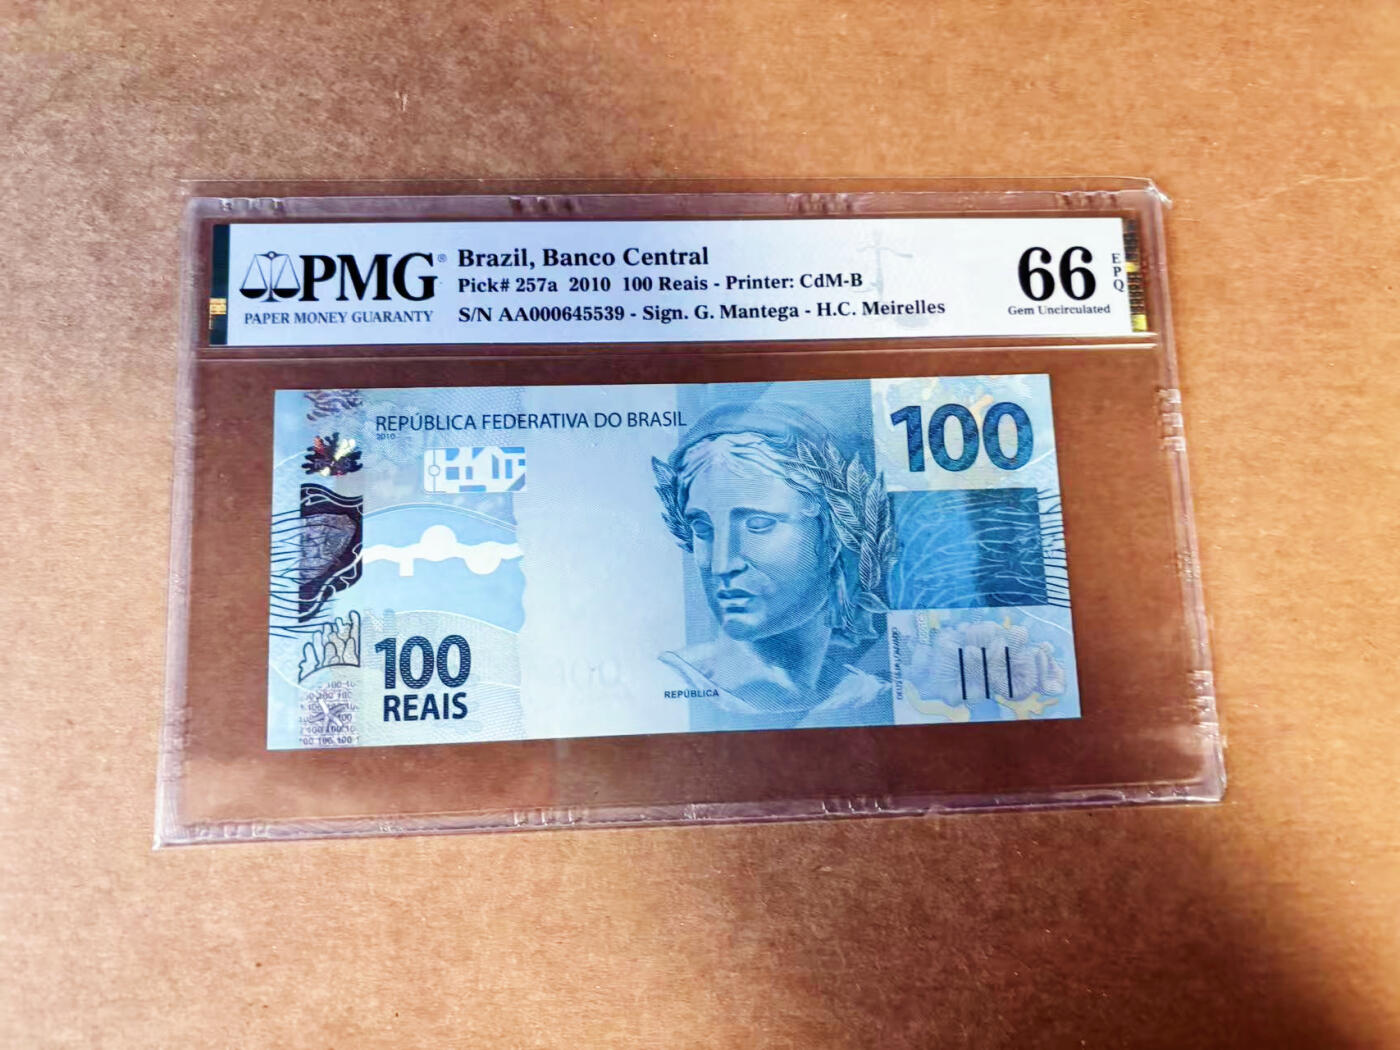 PMG®
PAPER MONEY GUARANTY
Brazil, Banco Central
Pick# 257a 2010 100 Reais - Printer: CdM-B
S/N AA000645539 - Sign. G. Mantega - H.C. Meirelles
66
Gem Uncirculated
EPQ
REPÚBLICA FEDERATIVA DO BRASIL
2010
100
100
REAIS
100
REPÚBLICA